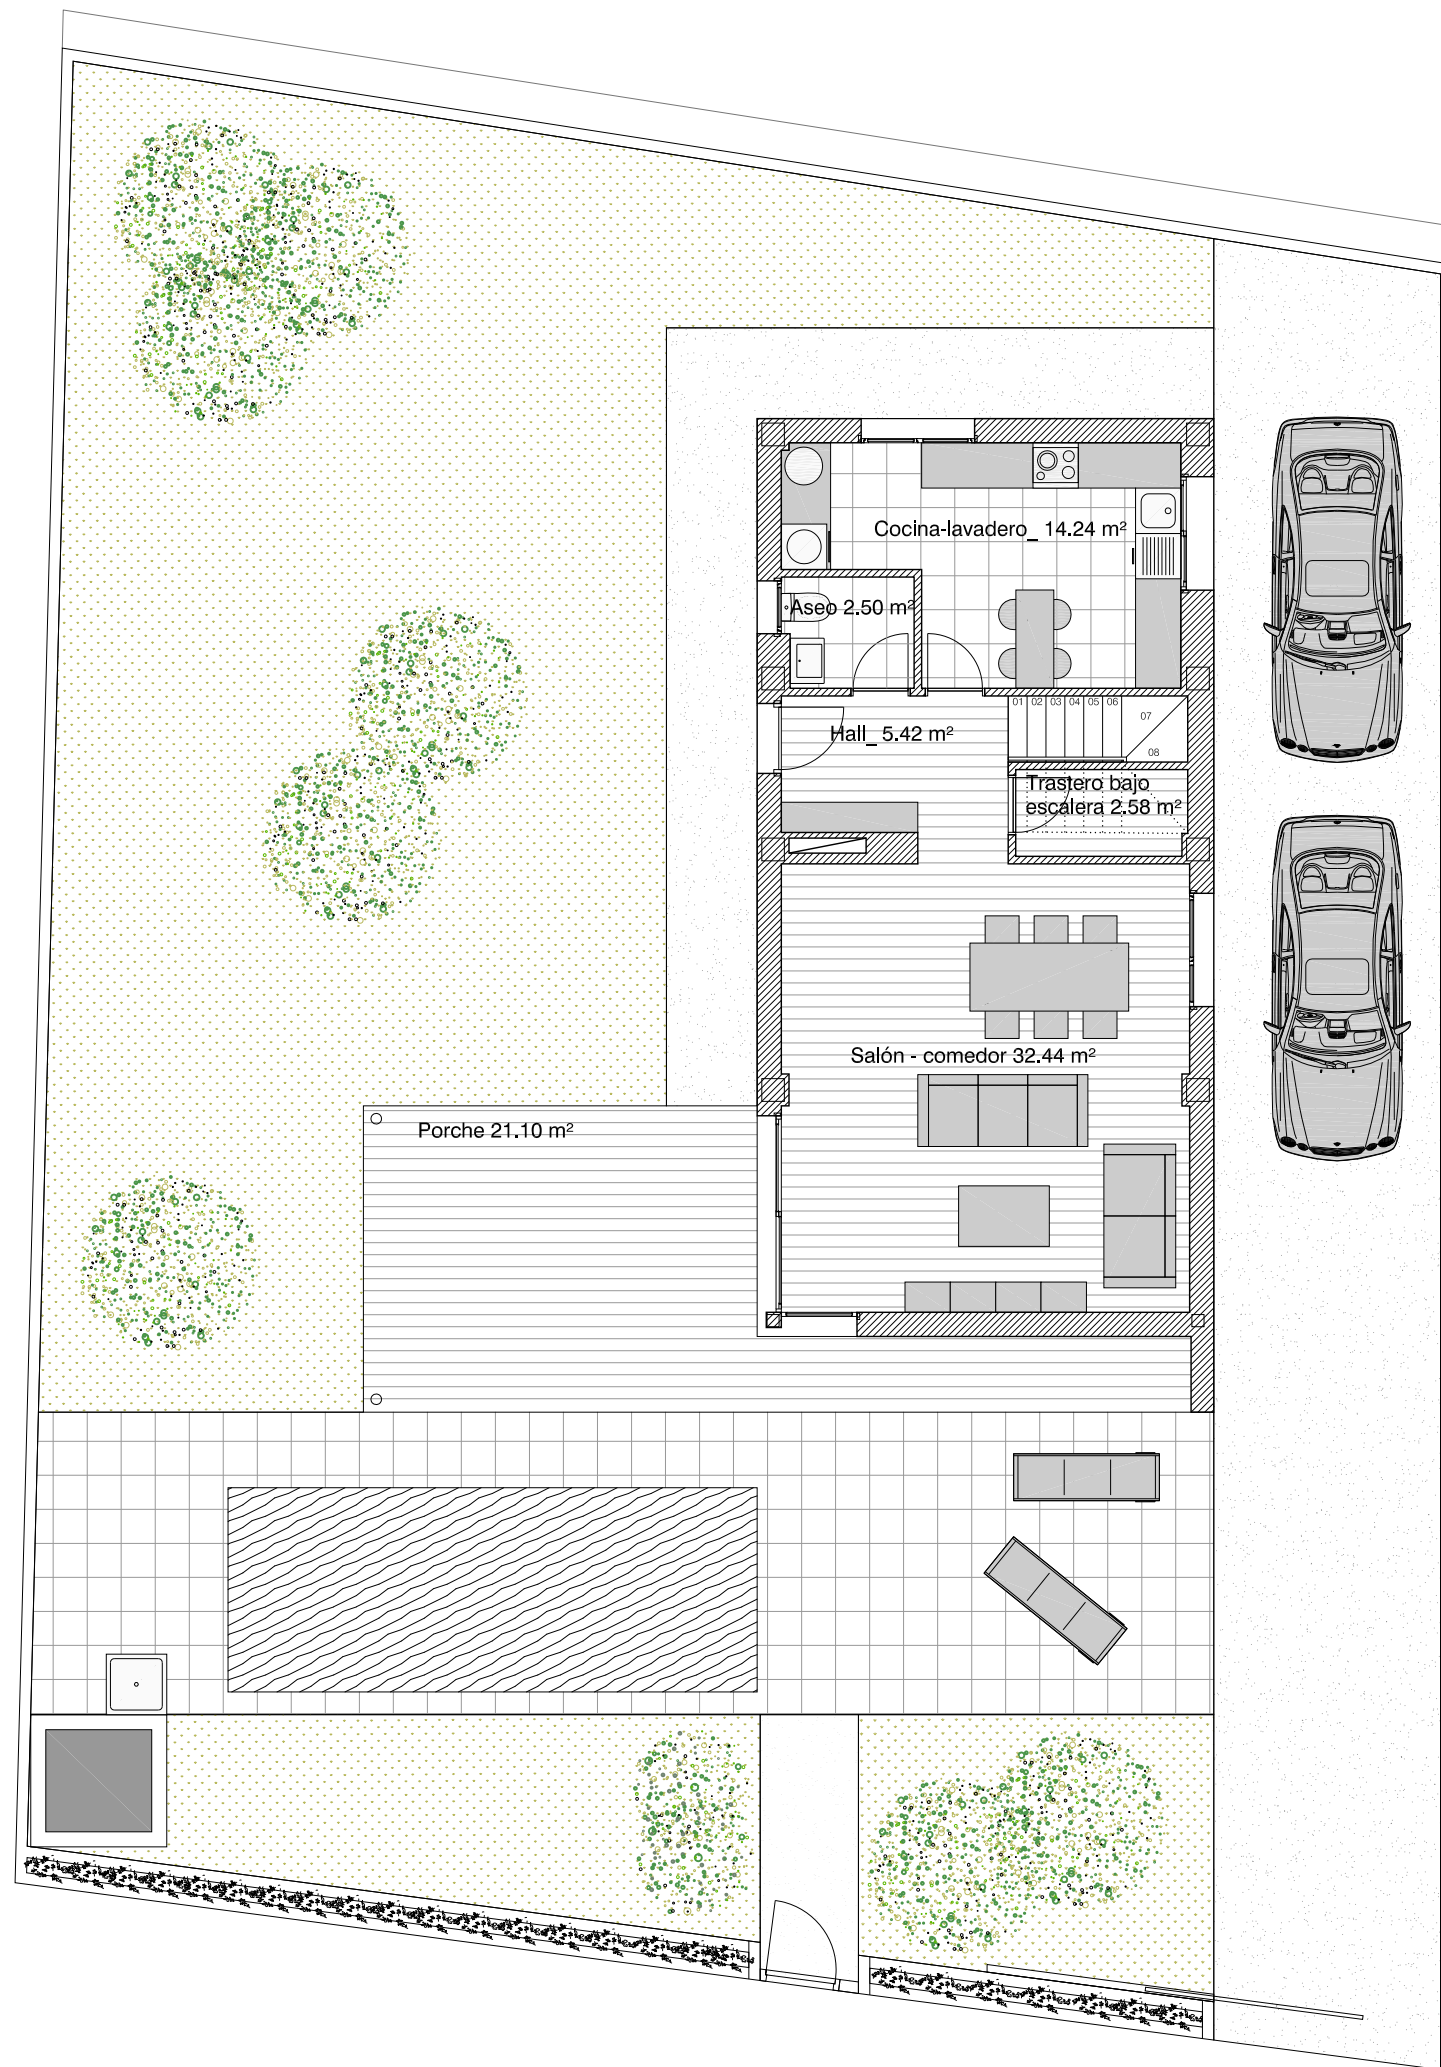 Cocina-lavadero_ 14.24 m²
Aseo 2.50 m²
01 02 03 04 05 06
07
08
Hall_ 5.42 m²
Trastero bajo
escalera 2.58 m²
Salón - comedor 32.44 m²
Porche 21.10 m²